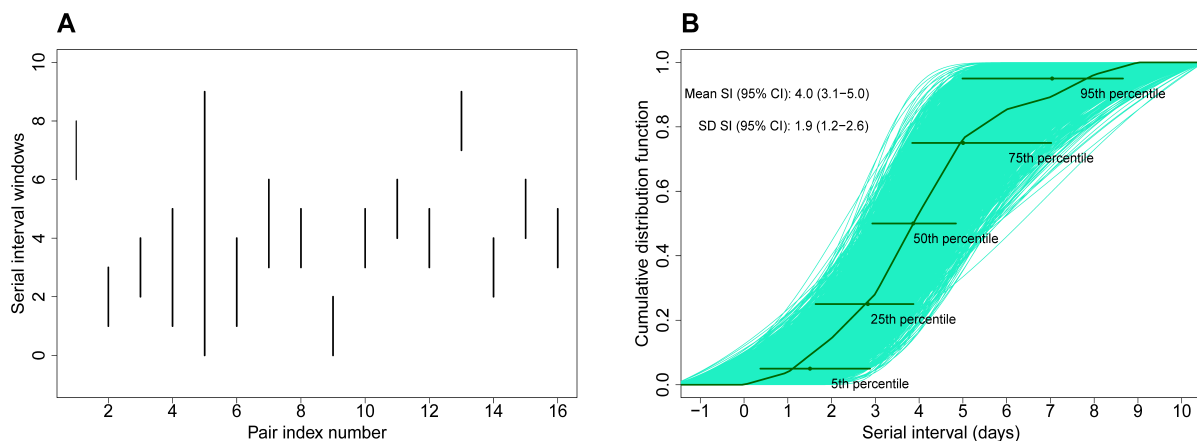 A
Serial interval windows
10
8
6
4
2
0
2 4 6 8 10 12 14 16
Pair index number
B
Cumulative distribution function
1.0
0.8
0.6
0.4
0.2
0.0
Mean SI (95% CI): 4.0 (3.1−5.0)
SD SI (95% CI): 1.9 (1.2−2.6)
95th percentile
75th percentile
50th percentile
25th percentile
5th percentile
−1 0 1 2 3 4 5 6 7 8 9 10
Serial interval (days)